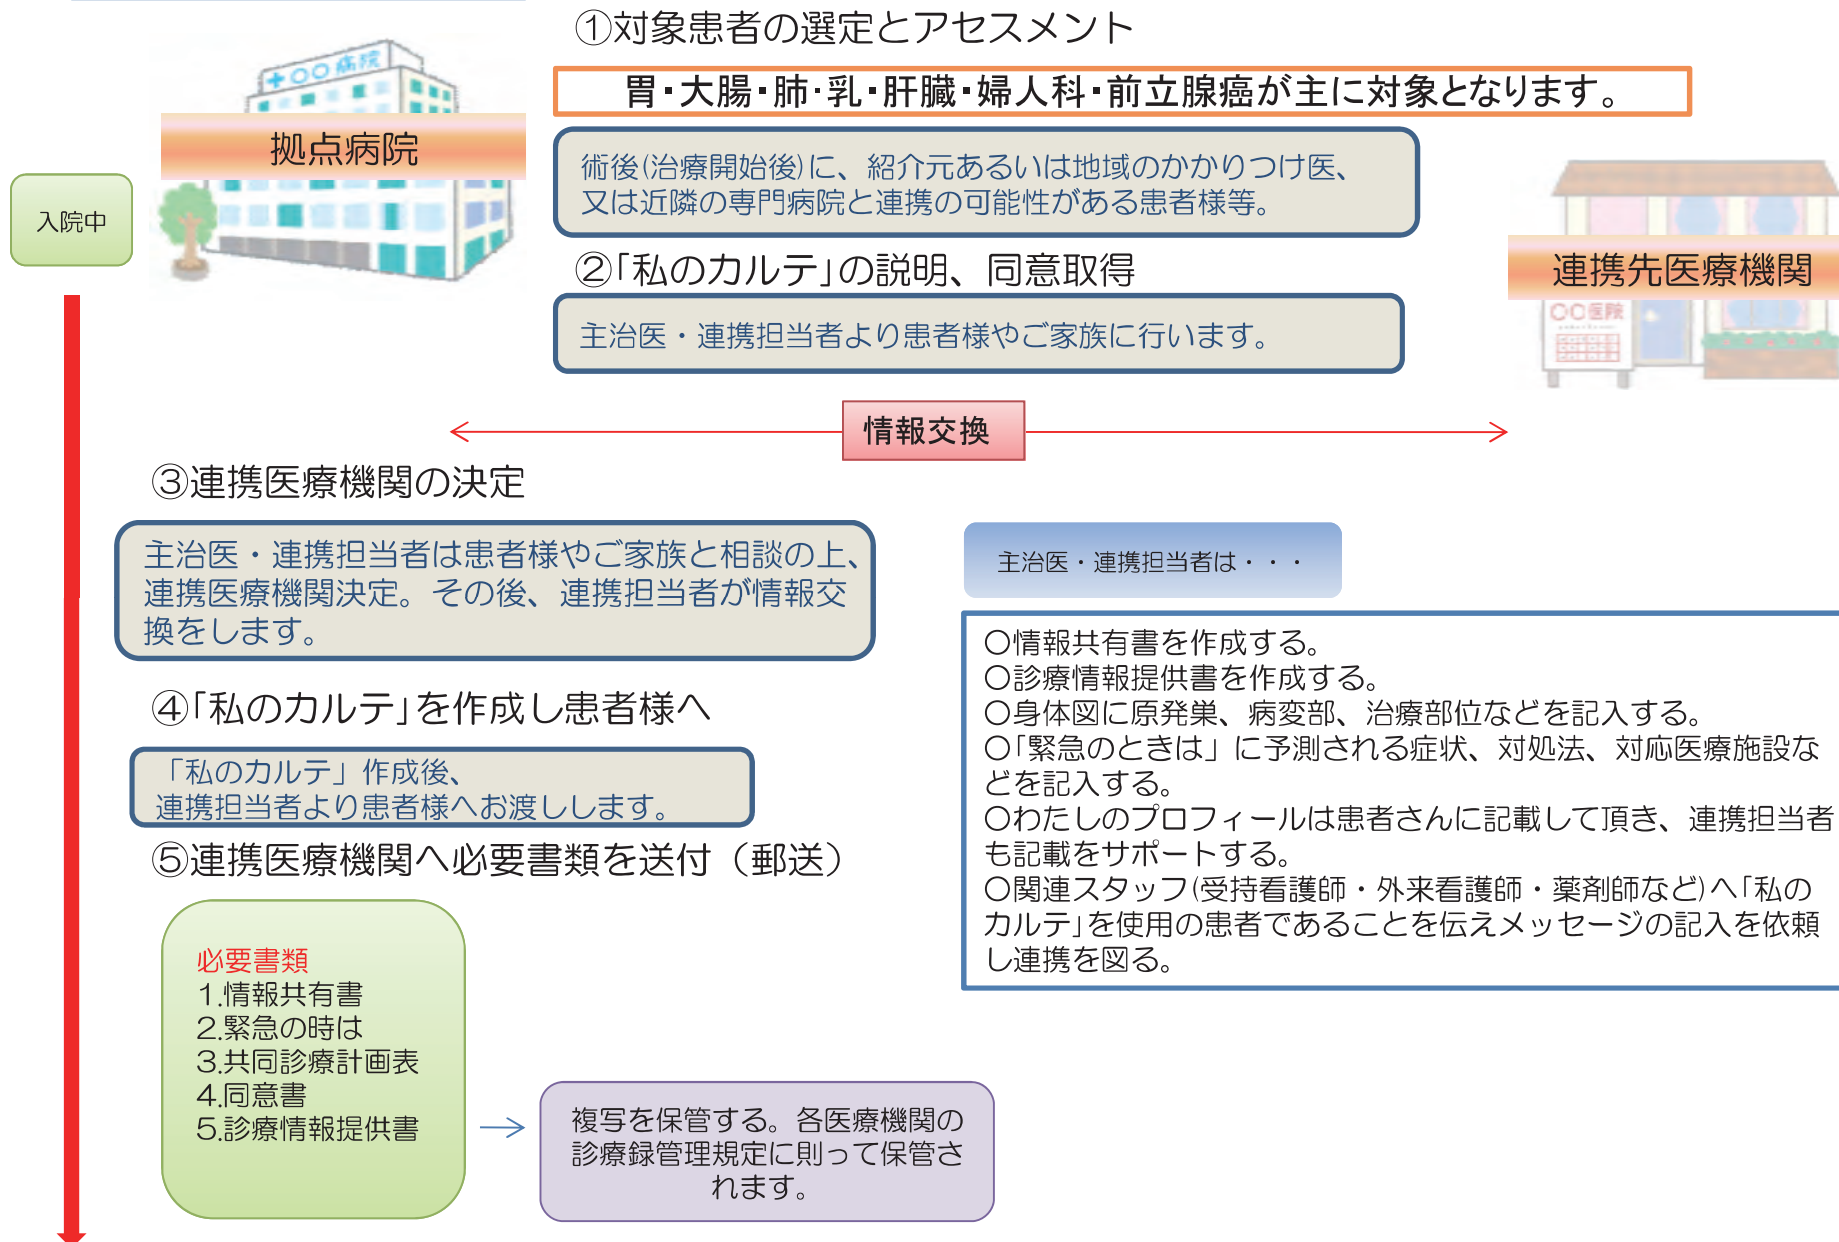 ①対象患者の選定とアセスメント
+〇〇病院
胃・大腸・肺・乳・肝臓・婦人科・前立腺癌が主に対象となります。
拠点病院
術後(治療開始後)に、紹介元あるいは地域のかかりつけ医、
又は近隣の専門病院と連携の可能性がある患者様等。
入院中
②「私のカルテ」の説明、同意取得
連携先医療機関
〇〇医院
主治医・連携担当者より患者様やご家族に行います。
情報交換
③連携医療機関の決定
主治医・連携担当者は患者様やご家族と相談の上、
連携医療機関決定。その後、連携担当者が情報交
換をします。
主治医・連携担当者は・・・
〇情報共有書を作成する。
〇診療情報提供書を作成する。
〇身体図に原発巣、病変部、治療部位などを記入する。
〇「緊急のときは」に予測される症状、対処法、対応医療施設な
どを記入する。
〇わたしのプロフィールは患者さんに記載して頂き、連携担当者
も記載をサポートする。
〇関連スタッフ(受持看護師・外来看護師・薬剤師など)へ「私の
カルテ」を使用の患者であることを伝えメッセージの記入を依頼
し連携を図る。
④「私のカルテ」を作成し患者様へ
「私のカルテ」作成後、
連携担当者より患者様へお渡しします。
⑤連携医療機関へ必要書類を送付（郵送）
必要書類
1.情報共有書
2.緊急の時は
3.共同診療計画表
4.同意書
5.診療情報提供書
複写を保管する。各医療機関の
診療録管理規定に則って保管さ
れます。